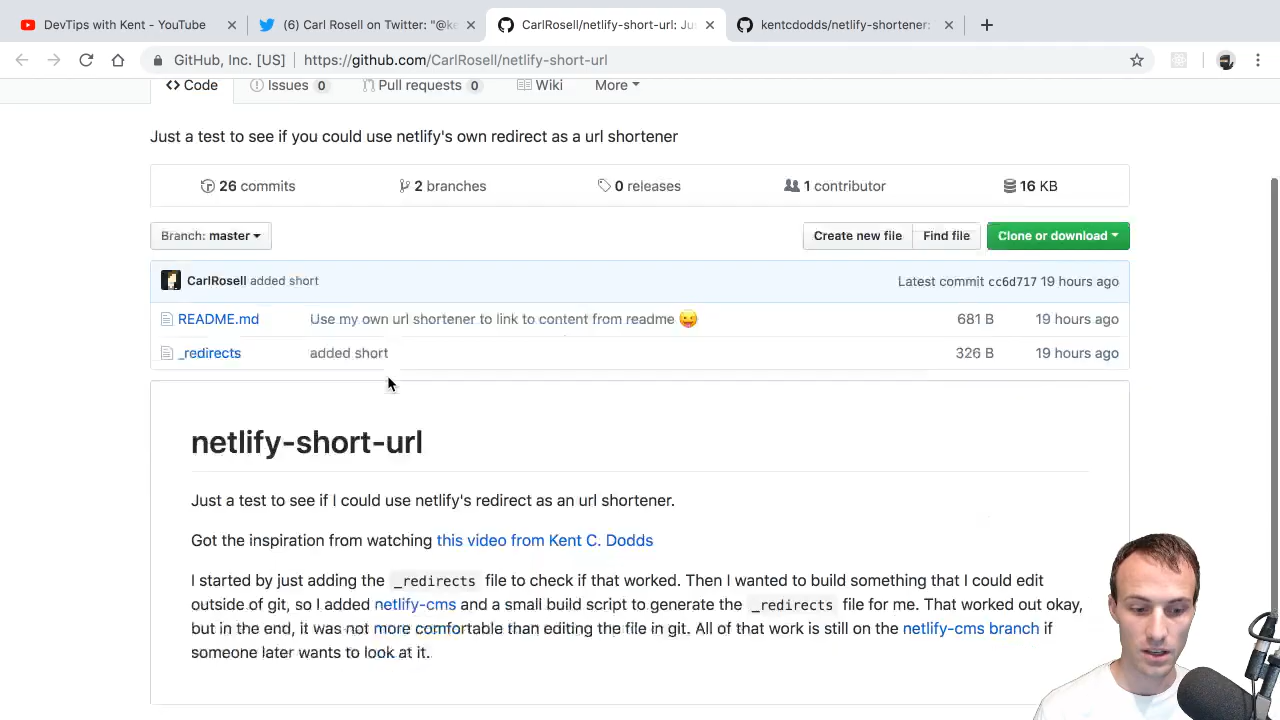 DevTips with Kent - YouTube
(6) Carl Rosell on Twitter: "@ke
CarlRosell/netlify-short-url: Jus
kentcdodds/netlify-shortener:
GitHub, Inc. [US] https://github.com/CarlRosell/netlify-short-url
Code Issues 0 Pull requests 0 Wiki More
Just a test to see if you could use netlify's own redirect as a url shortener
26 commits 2 branches 0 releases 1 contributor 16 KB
Branch: master Create new file Find file Clone or download
CarlRosell added short Latest commit cc6d717 19 hours ago
README.md Use my own url shortener to link to content from readme 😛 681 B 19 hours ago
_redirects added short 326 B 19 hours ago
netlify-short-url
Just a test to see if I could use netlify's redirect as an url shortener.
Got the inspiration from watching this video from Kent C. Dodds
I started by just adding the _redirects file to check if that worked. Then I wanted to build something that I could edit
outside of git, so I added netlify-cms and a small build script to generate the _redirects file for me. That worked out okay,
but in the end, it was not more comfortable than editing the file in git. All of that work is still on the netlify-cms branch if
someone later wants to look at it.